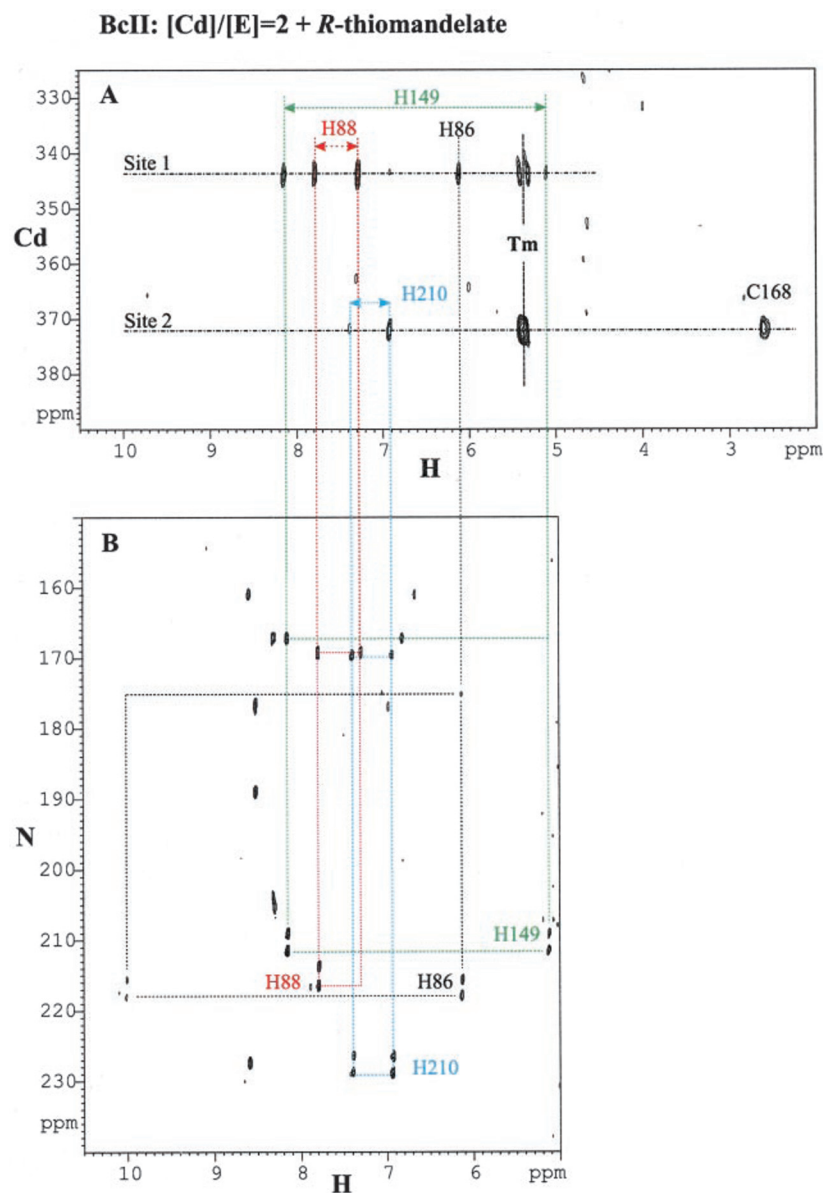 BcII: [Cd]/[E]=2 + R-thiomandelate
A
H149
H88
H86
330
340
350
360
370
380
ppm
Cd
Site 1
Tm
H210
C168
Site 2
10
9
8
7
6
5
4
3
ppm
H
B
160
170
180
190
200
210
220
230
ppm
N
H149
H88
H86
H210
10
8
6
ppm
H